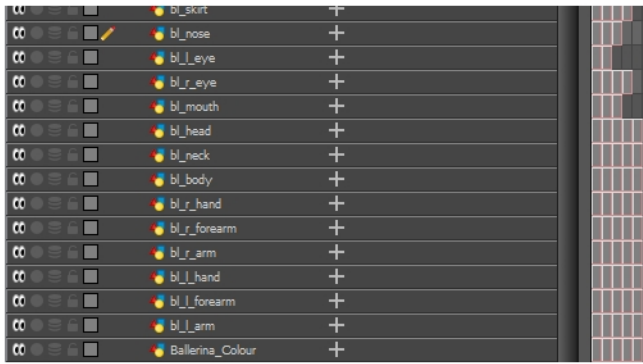 bl_skirt
bl_nose
bl_l_eye
bl_r_eye
bl_mouth
bl_head
bl_neck
bl_body
bl_r_hand
bl_r_forearm
bl_r_arm
bl_l_hand
bl_l_forearm
bl_l_arm
Ballerina_Colour